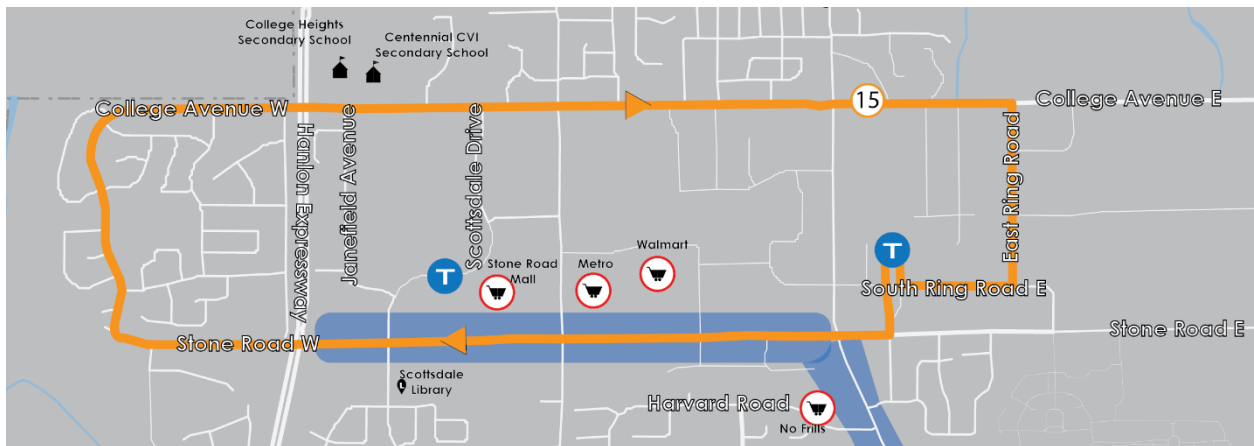 College Heights
Secondary School
Centennial CVI
Secondary School
College Avenue W
15
College Avenue E
Hanlon Expressway
Janefield Avenue
Scottsdale Drive
East Ring Road
T
Stone Road
Mall
Metro
Walmart
T
South Ring Road E
Stone Road W
Stone Road E
L
Scottsdale
Library
Harvard Road
No Frills